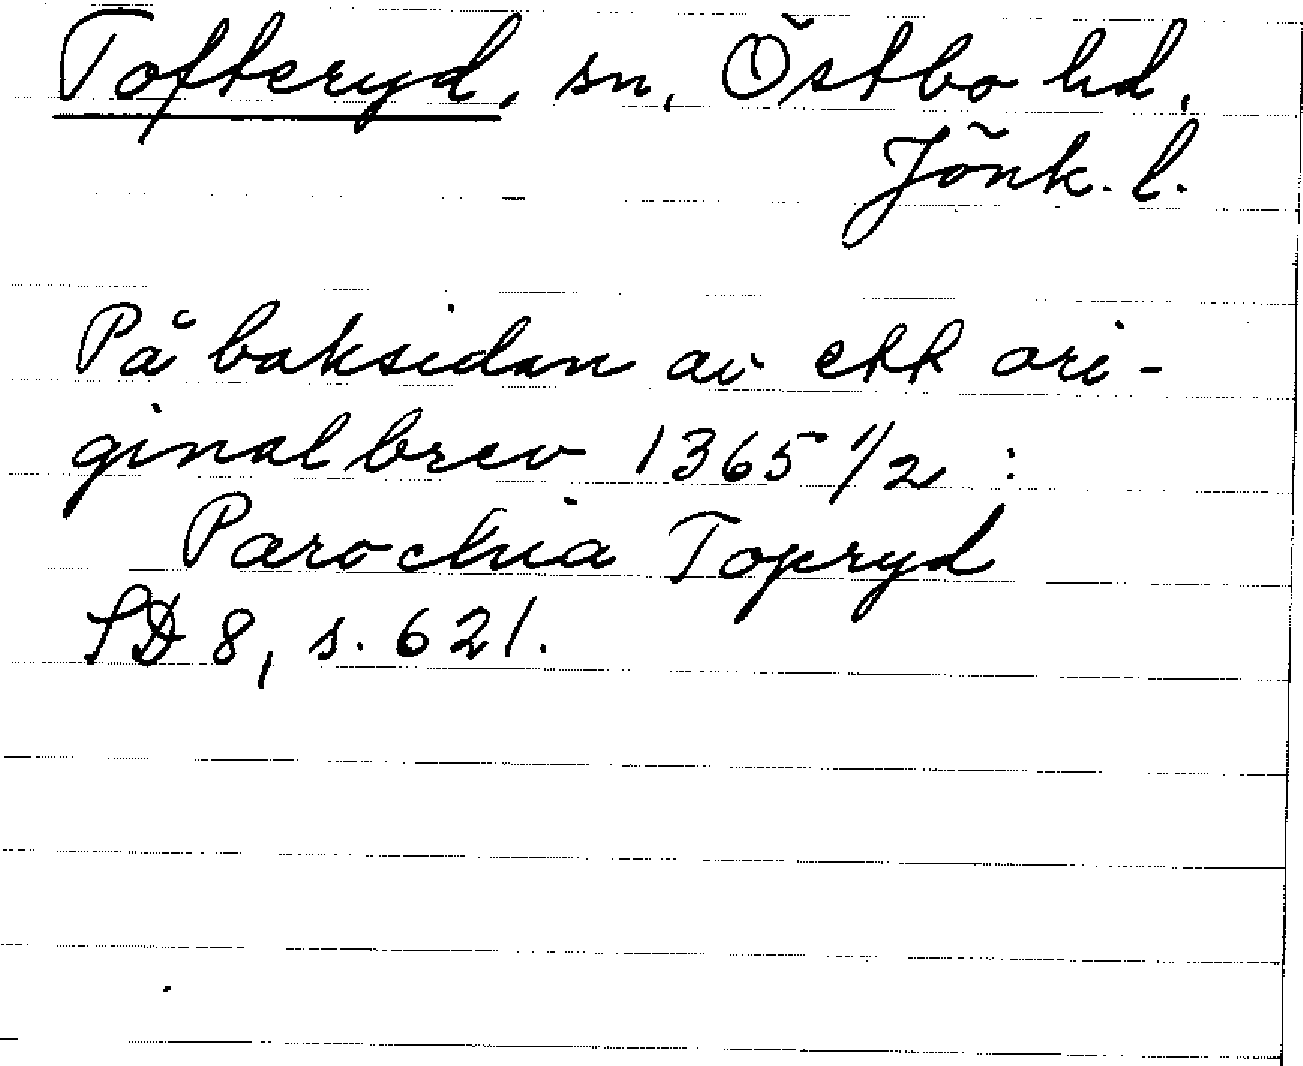 Tofteryd, sn, Östbo hd,
Jönk. l.
På baksidan av ett ori-
ginalbrev 1365 1/2 :
Parochia Topryd
SD 8, s. 621.